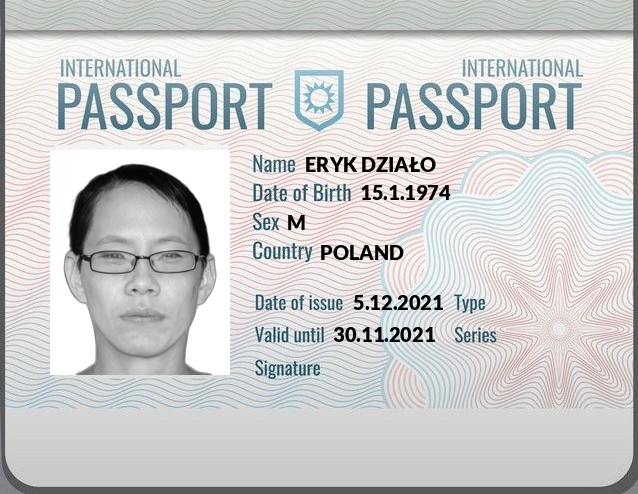 INTERNATIONAL INTERNATIONAL
PASSPORT PASSPORT
Name ERYK DZIAŁO
Date of Birth 15.1.1974
Sex M
Country POLAND
Date of issue 5.12.2021 Type
Valid until 30.11.2021 Series
Signature